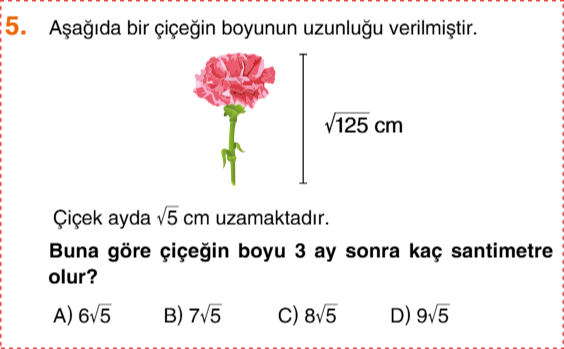 5. Aşağıda bir çiçeğin boyunun uzunluğu verilmiştir.
√125 cm
Çiçek ayda √5 cm uzamaktadır.
Buna göre çiçeğin boyu 3 ay sonra kaç santimetre
olur?
A) 6√5 B) 7√5 C) 8√5 D) 9√5